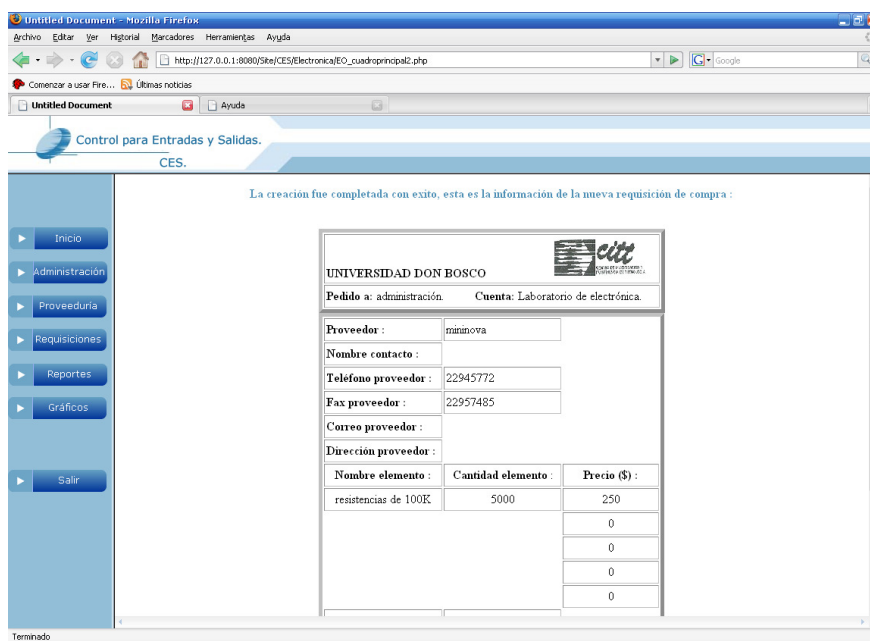 Untitled Document - Mozilla Firefox
Archivo Editar Ver Historial Marcadores Herramientas Ayuda
http://127.0.0.1:8080/Site/CES/Electronica/EO_cuadroprincipal2.php
Google
Comenzar a usar Fire... Últimas noticias
Untitled Document Ayuda
Control para Entradas y Salidas.
CES.
La creación fue completada con exito, esta es la información de la nueva requisición de compra :
Inicio
Administración
Proveeduría
Requisiciones
Reportes
Gráficos
Salir
citt
UNIVERSIDAD DON BOSCO
Pedido a: administración. Cuenta: Laboratorio de electrónica.
Proveedor : mininova
Nombre contacto :
Teléfono proveedor : 22945772
Fax proveedor : 22957485
Correo proveedor :
Dirección proveedor :
Nombre elemento : Cantidad elemento : Precio ($) :
resistencias de 100K 5000 250
0
0
0
0
Terminado